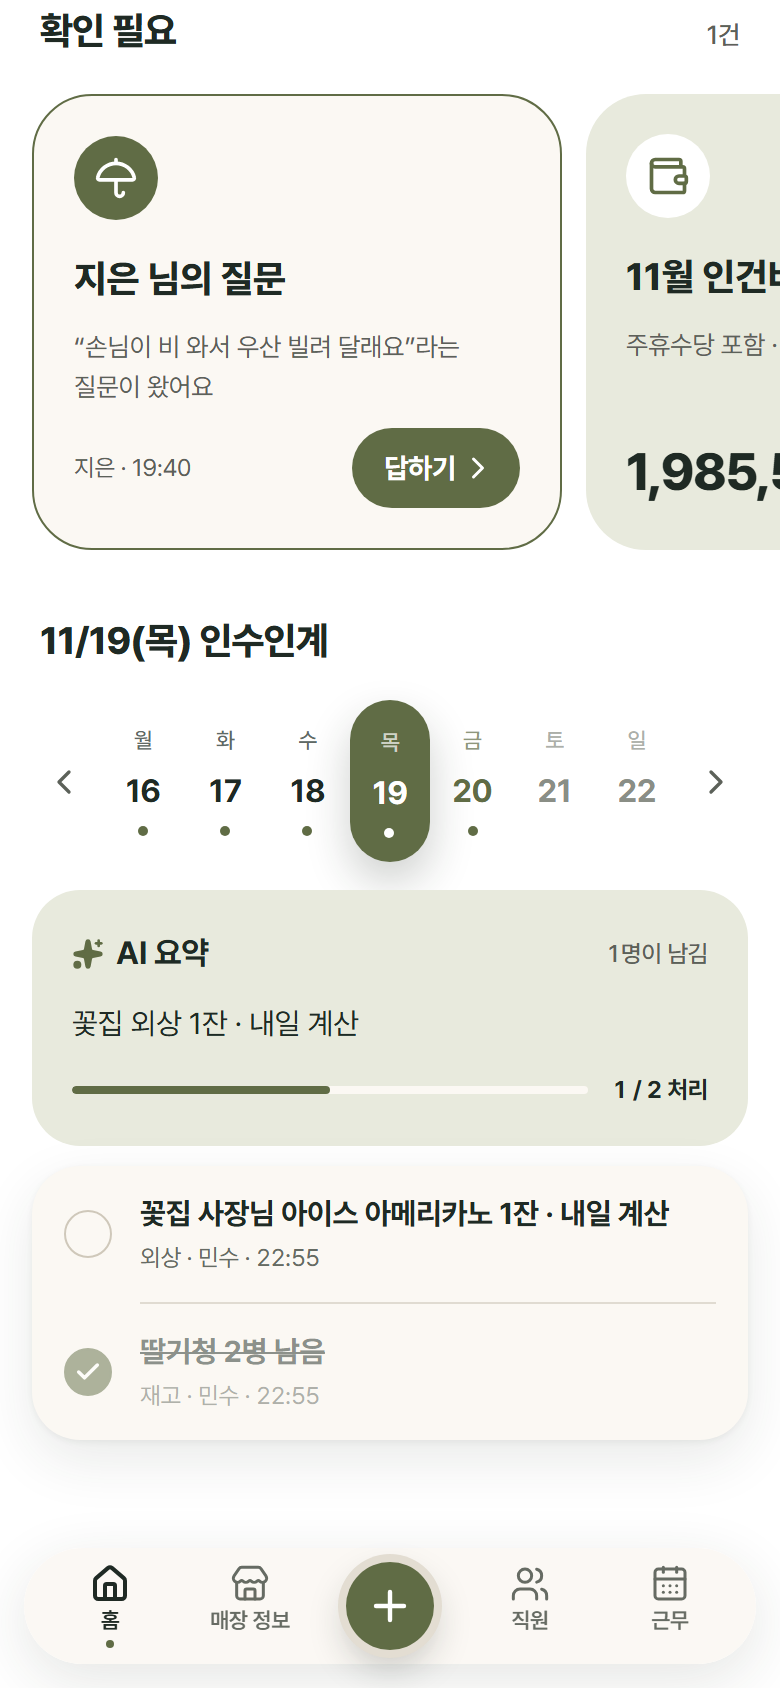 확인 필요
1건
지은 님의 질문
“손님이 비 와서 우산 빌려 달래요”라는
질문이 왔어요
지은 · 19:40
답하기
11월 인건
주휴수당 포함 ·
1,985,5
11/19(목) 인수인계
월 화 수 목 금 토 일
16 17 18 19 20 21 22
AI 요약
1명이 남김
꽃집 외상 1잔 · 내일 계산
1 / 2 처리
꽃집 사장님 아이스 아메리카노 1잔 · 내일 계산
외상 · 민수 · 22:55
딸기청 2병 남음
재고 · 민수 · 22:55
홈 매장 정보 직원 근무